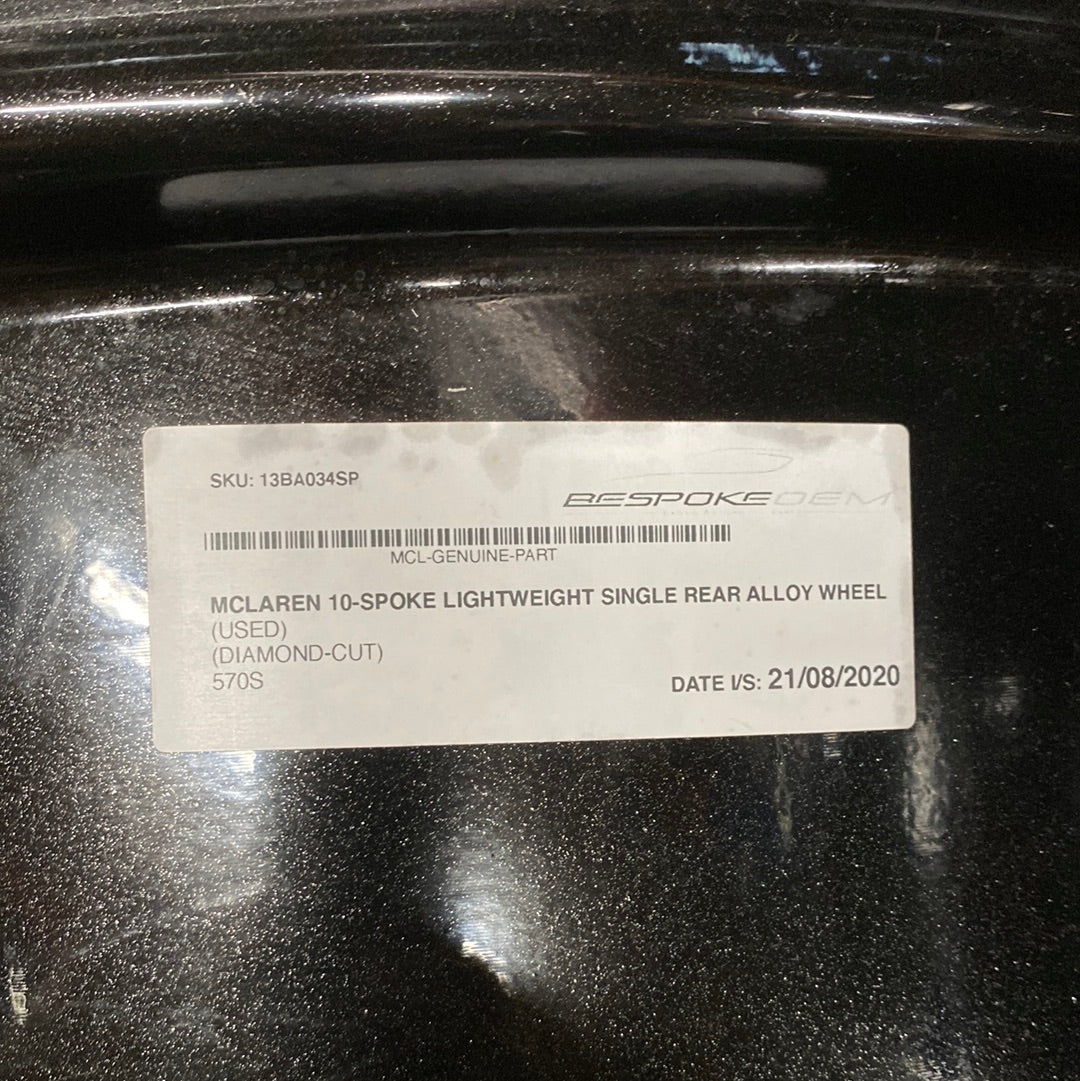 SKU: 13BA034SP
BESPOKEOEM
MCL-GENUINE-PART
MCLAREN 10-SPOKE LIGHTWEIGHT SINGLE REAR ALLOY WHEEL
(USED)
(DIAMOND-CUT)
570S
DATE I/S: 21/08/2020